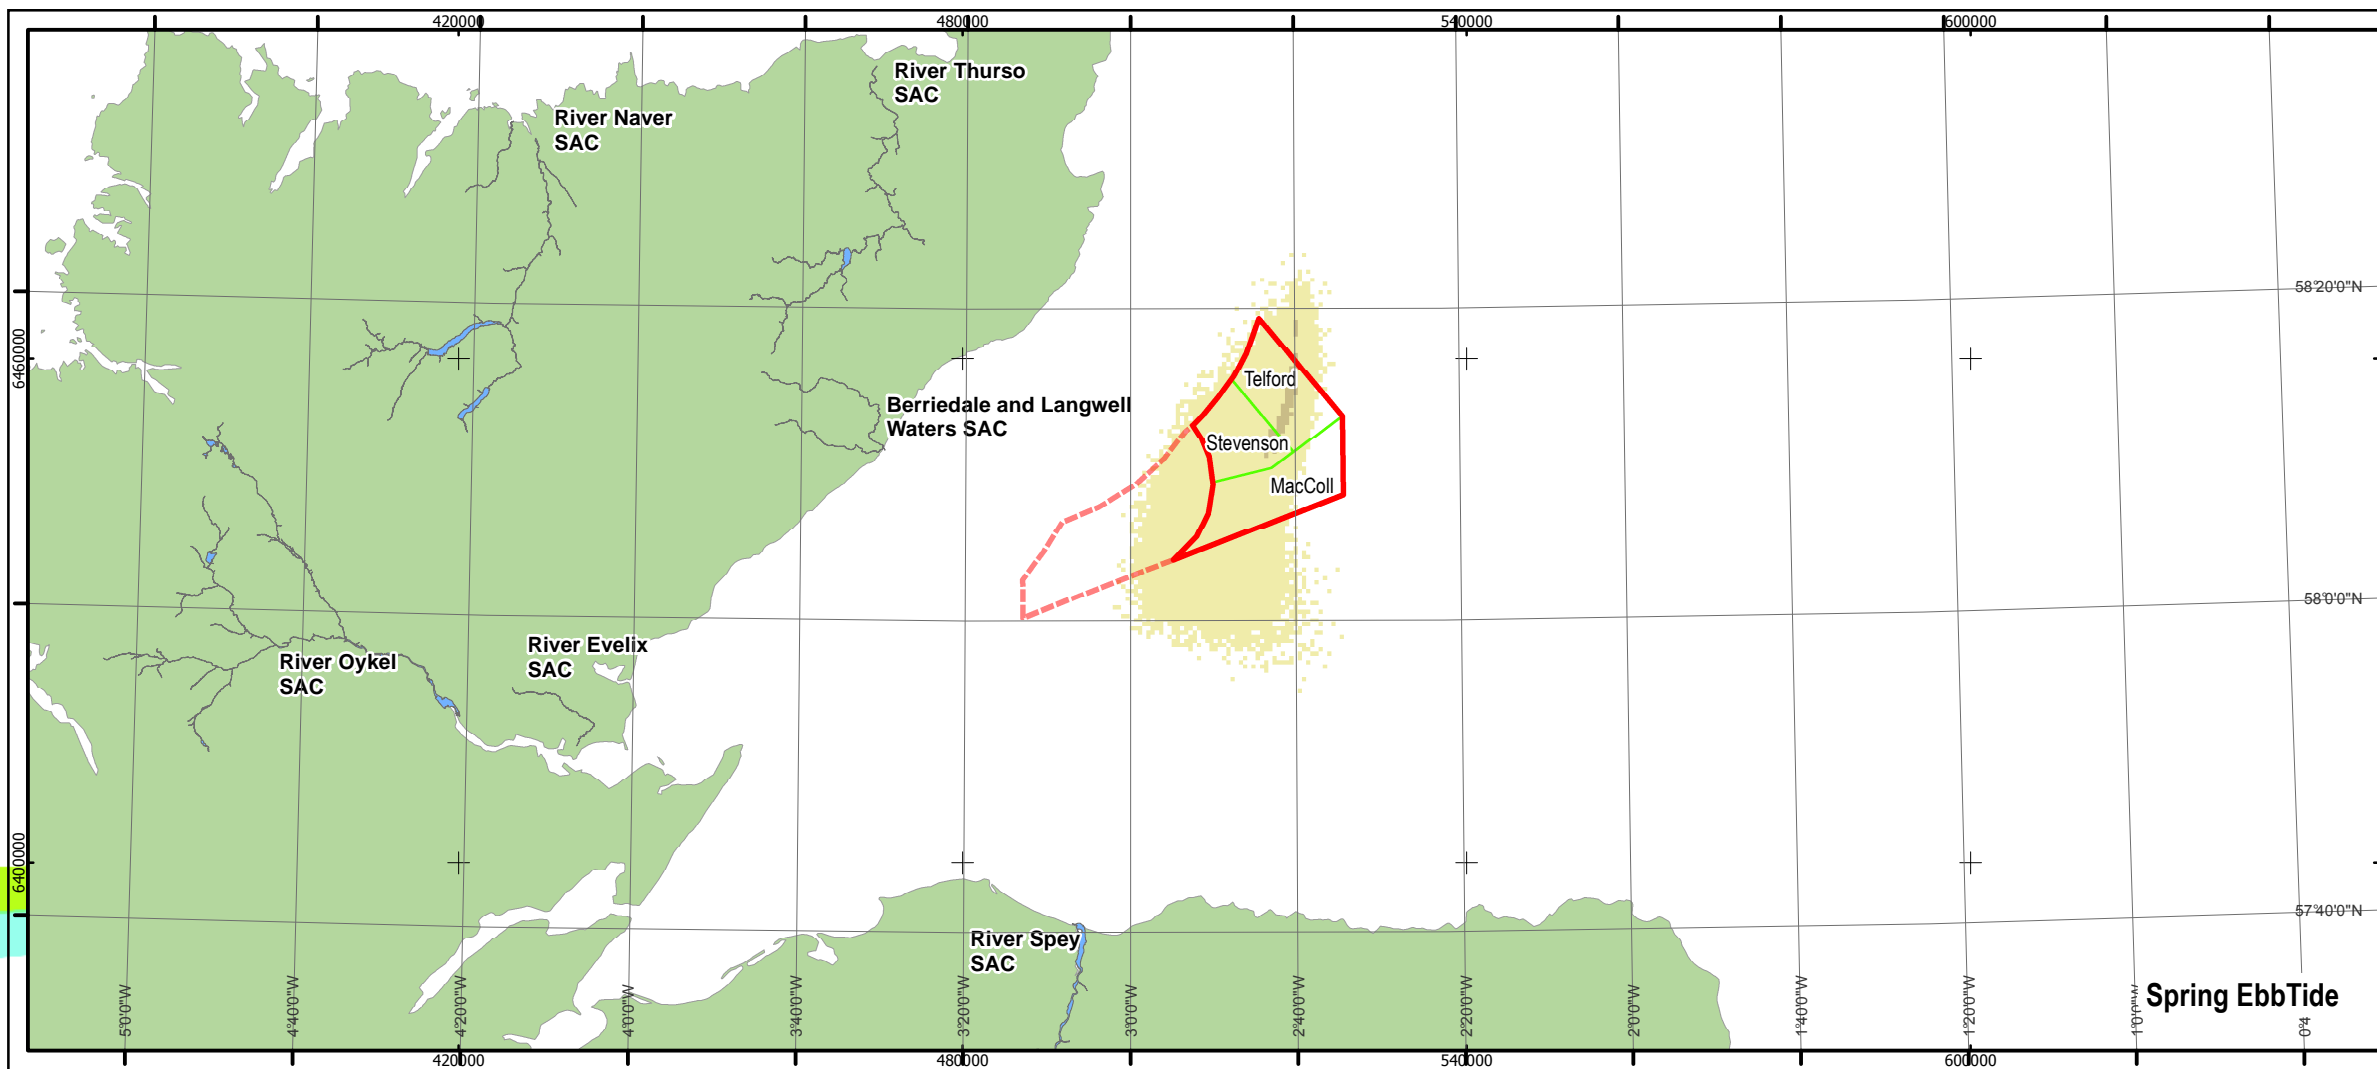 420000 480000 540000 600000
River Thurso
SAC
River Naver
SAC
58°20'0"N
6460000
Telford
Berriedale and Langwell
Waters SAC
Stevenson
MacColl
58°0'0"N
River Evelix
SAC
River Oykel
SAC
6400000
57°40'0"N
River Spey
SAC
5°0'0"W 4°40'0"W 4°20'0"W 4°0'0"W 3°40'0"W 3°20'0"W 3°0'0"W 2°40'0"W 2°20'0"W 2°0'0"W 1°40'0"W 1°20'0"W 1°0'0"W
Spring EbbTide
420000 480000 540000 600000